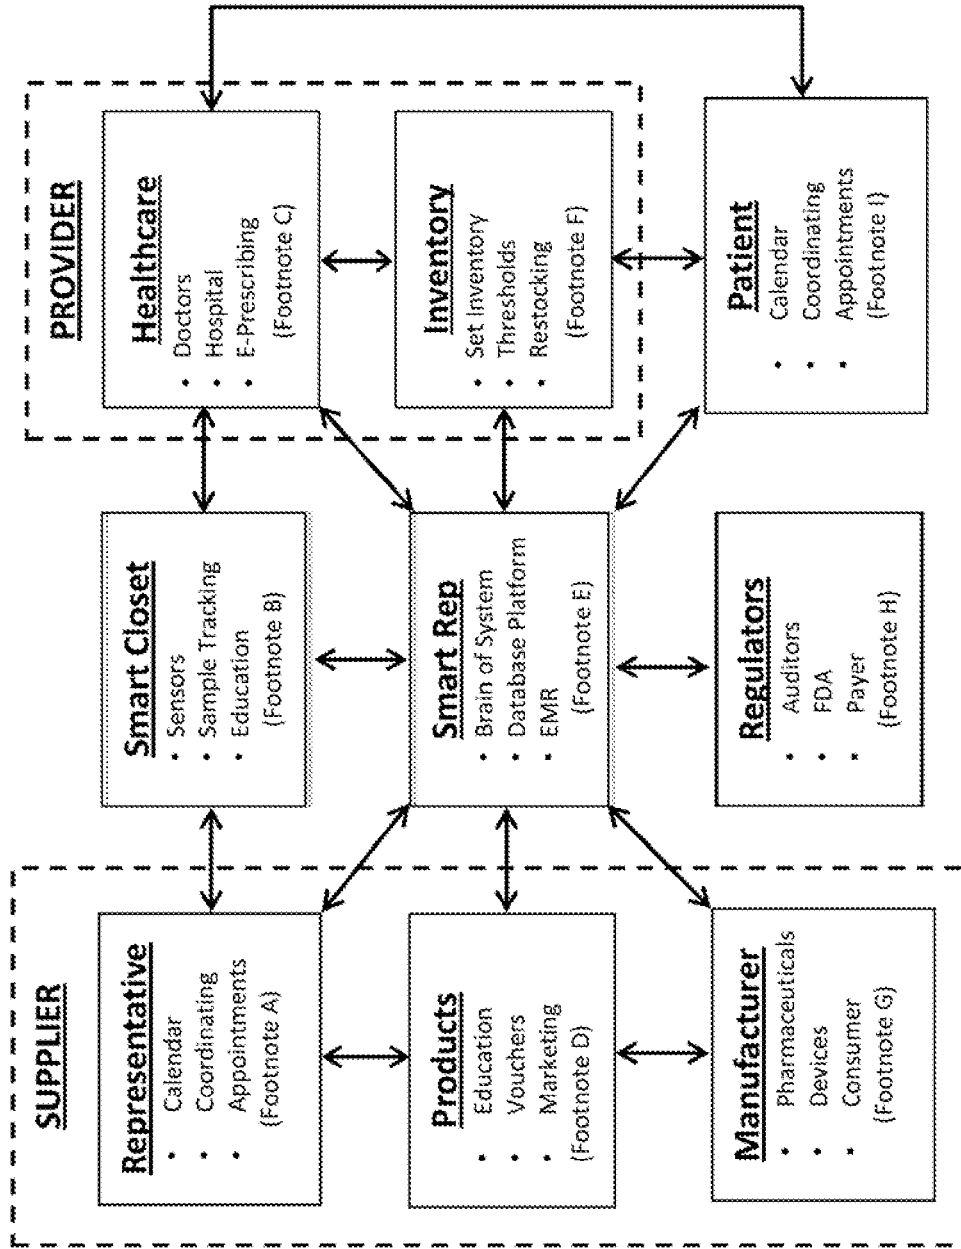 SUPPLIER
Representative
• Calendar
• Coordinating
• Appointments
(Footnote A)
Products
• Education
• Vouchers
• Marketing
(Footnote D)
Manufacturer
• Pharmaceuticals
• Devices
• Consumer
(Footnote G)
Smart Closet
• Sensors
• Sample Tracking
• Education
(Footnote B)
Smart Rep
• Brain of System
• Database Platform
• EMR
(Footnote E)
Regulators
• Auditors
• FDA
• Payer
(Footnote H)
PROVIDER
Healthcare
• Doctors
• Hospital
• E-Prescribing
(Footnote C)
Inventory
• Set Inventory
• Thresholds
• Restocking
(Footnote F)
Patient
• Calendar
• Coordinating
• Appointments
(Footnote I)